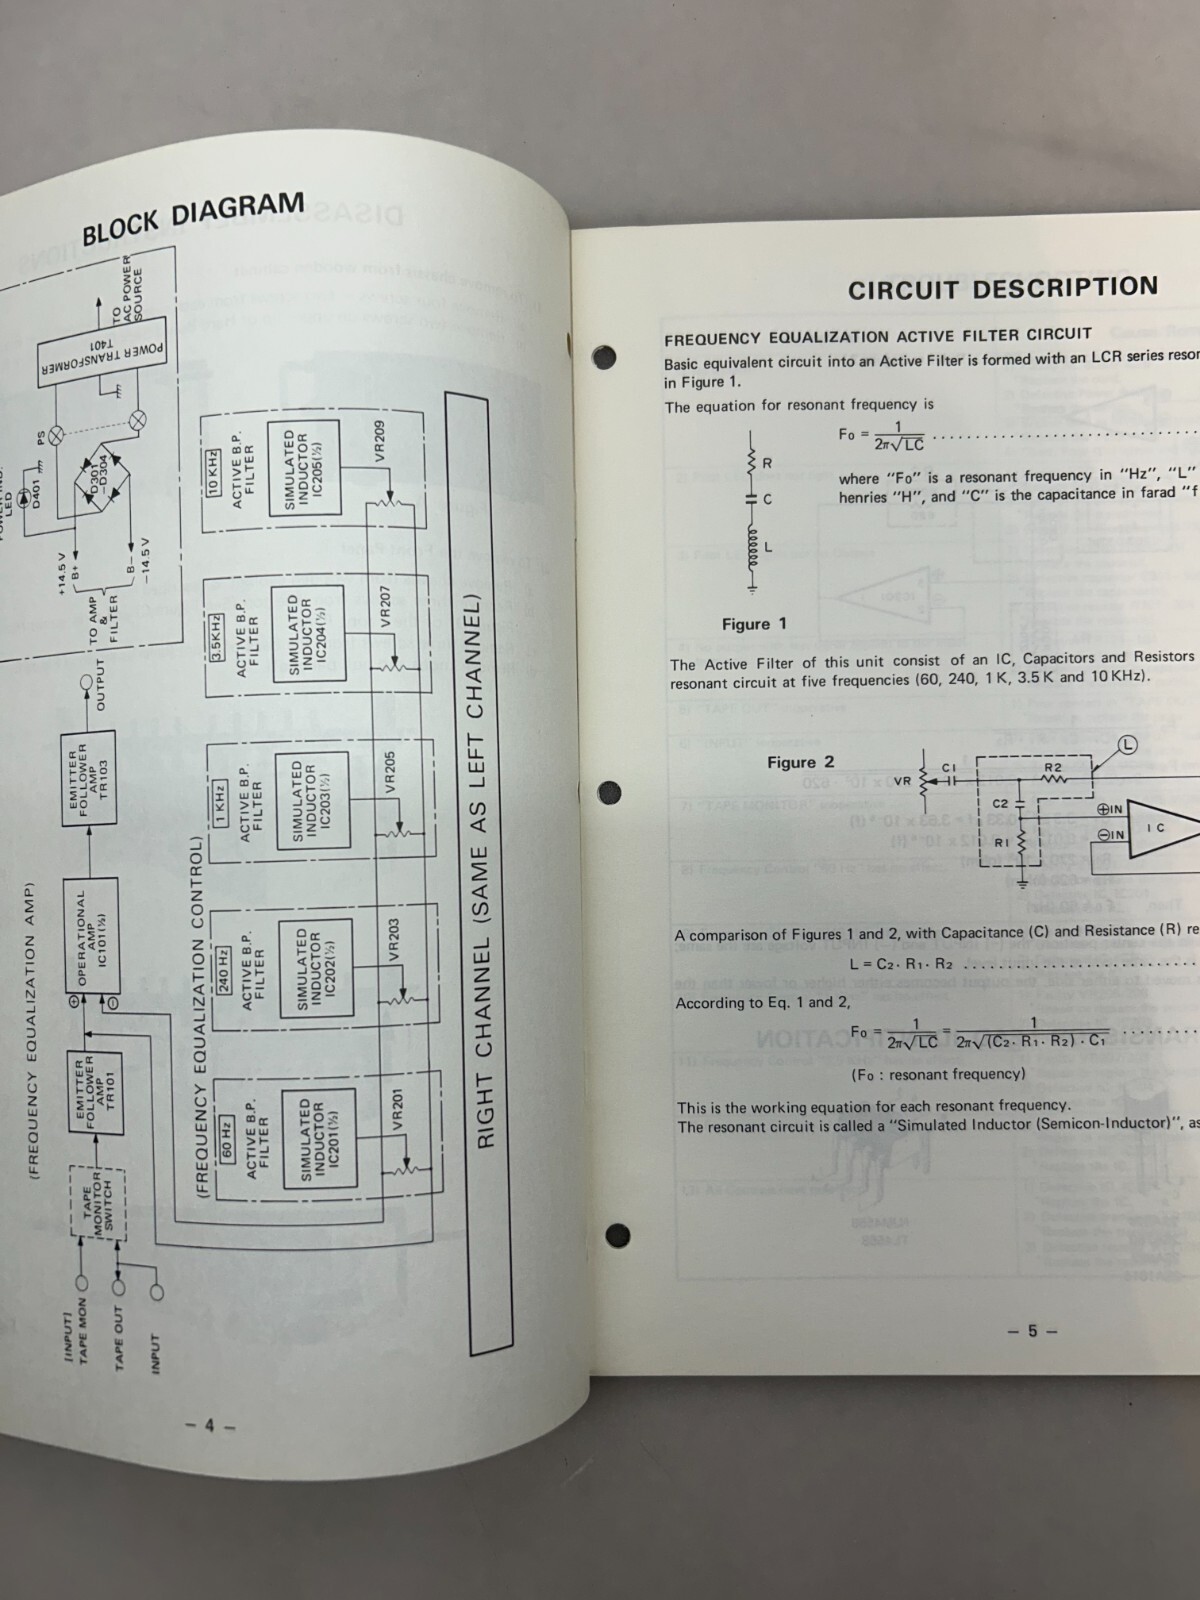 BLOCK DIAGRAM
LED
D401
PS
D301
–D304
POWER TRANSFORMER
T401
TO
AC POWER
SOURCE
+14.5 V
B+
B–
–14.5 V
TO AMP
&
FILTER
(FREQUENCY EQUALIZATION AMP)
[INPUT]
TAPE MON
TAPE OUT
INPUT
TAPE
MONITOR
SWITCH
EMITTER
FOLLOWER
AMP
TR101
⊕
⊖
OPERATIONAL
AMP
IC101(½)
EMITTER
FOLLOWER
AMP
TR103
OUTPUT
(FREQUENCY EQUALIZATION CONTROL)
60 Hz
ACTIVE B.P.
FILTER
SIMULATED
INDUCTOR
IC201(½)
VR201
240 Hz
ACTIVE B.P.
FILTER
SIMULATED
INDUCTOR
IC202(½)
VR203
1 KHz
ACTIVE B.P.
FILTER
SIMULATED
INDUCTOR
IC203(½)
VR205
3.5KHz
ACTIVE B.P.
FILTER
SIMULATED
INDUCTOR
IC204(½)
VR207
10 KHz
ACTIVE B.P.
FILTER
SIMULATED
INDUCTOR
IC205(½)
VR209
RIGHT CHANNEL (SAME AS LEFT CHANNEL)
– 4 –
CIRCUIT DESCRIPTION
FREQUENCY EQUALIZATION ACTIVE FILTER CIRCUIT
Basic equivalent circuit into an Active Filter is formed with an LCR series
in Figure 1.
The equation for resonant frequency is
Fo = 1 / 2π√LC ..............................
R
C
L
where "Fo" is a resonant frequency in "Hz", "L"
henries "H", and "C" is the capacitance in farad "f
Figure 1
The Active Filter of this unit consist of an IC, Capacitors and Resistors
resonant circuit at five frequencies (60, 240, 1 K, 3.5 K and 10 KHz).
Figure 2
VR
C1
R2
L
C2
R1
⊕IN
⊖IN
I C
A comparison of Figures 1 and 2, with Capacitance (C) and Resistance (R)
L = C2 · R1 · R2 ..........................
According to Eq. 1 and 2,
Fo = 1 / 2π√LC = 1 / 2π√(C2 · R1 · R2) · C1 ..........
(Fo : resonant frequency)
This is the working equation for each resonant frequency.
The resonant circuit is called a "Simulated Inductor (Semicon-Inductor)", as
– 5 –